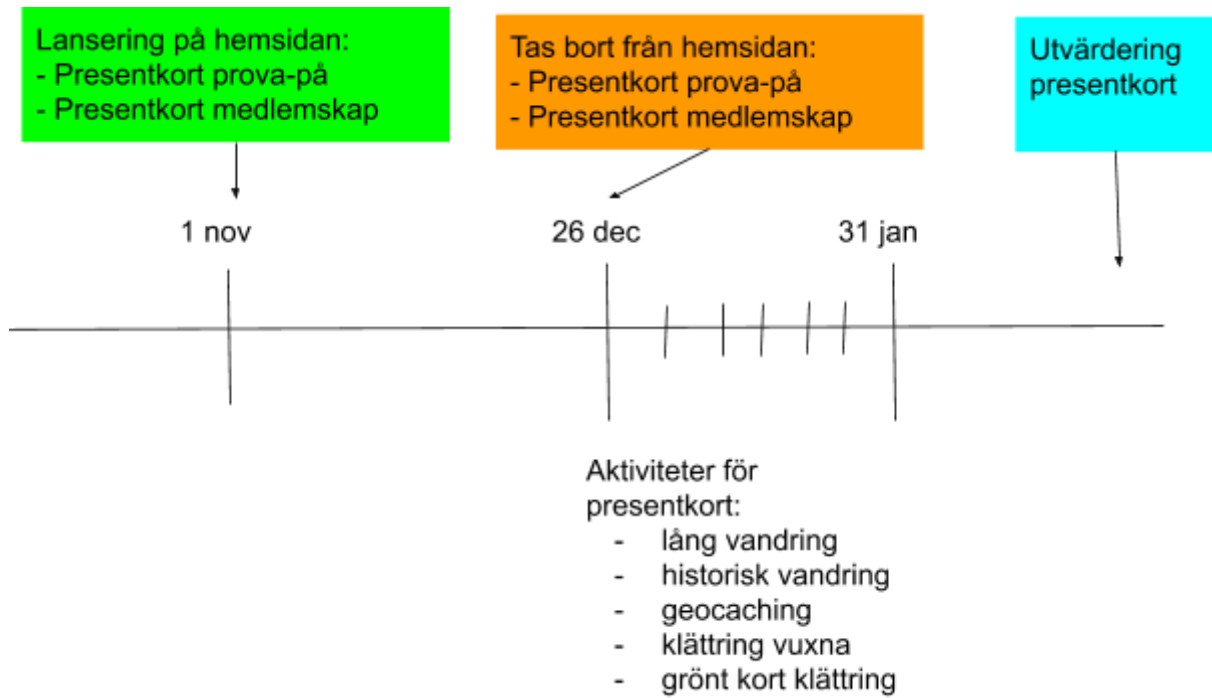 Lansering på hemsidan:
- Presentkort prova-på
- Presentkort medlemskap
Tas bort från hemsidan:
- Presentkort prova-på
- Presentkort medlemskap
Utvärdering
presentkort
1 nov
26 dec
31 jan
Aktiviteter för
presentkort:
- lång vandring
- historisk vandring
- geocaching
- klättring vuxna
- grönt kort klättring